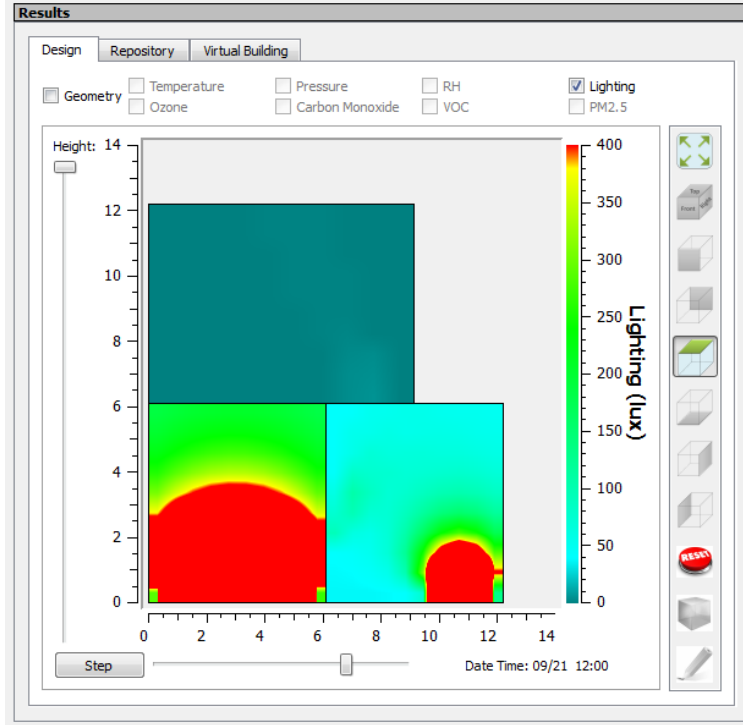 Results
Design Repository Virtual Building
Geometry Temperature Pressure RH Lighting
Ozone Carbon Monoxide VOC PM2.5
Height: 14
12
10
8
6
4
2
0
0 2 4 6 8 10 12 14
400
350
300
250
200
150
100
50
0
Lighting (lux)
Step Date Time: 09/21 12:00
Top
Front Right
RESET